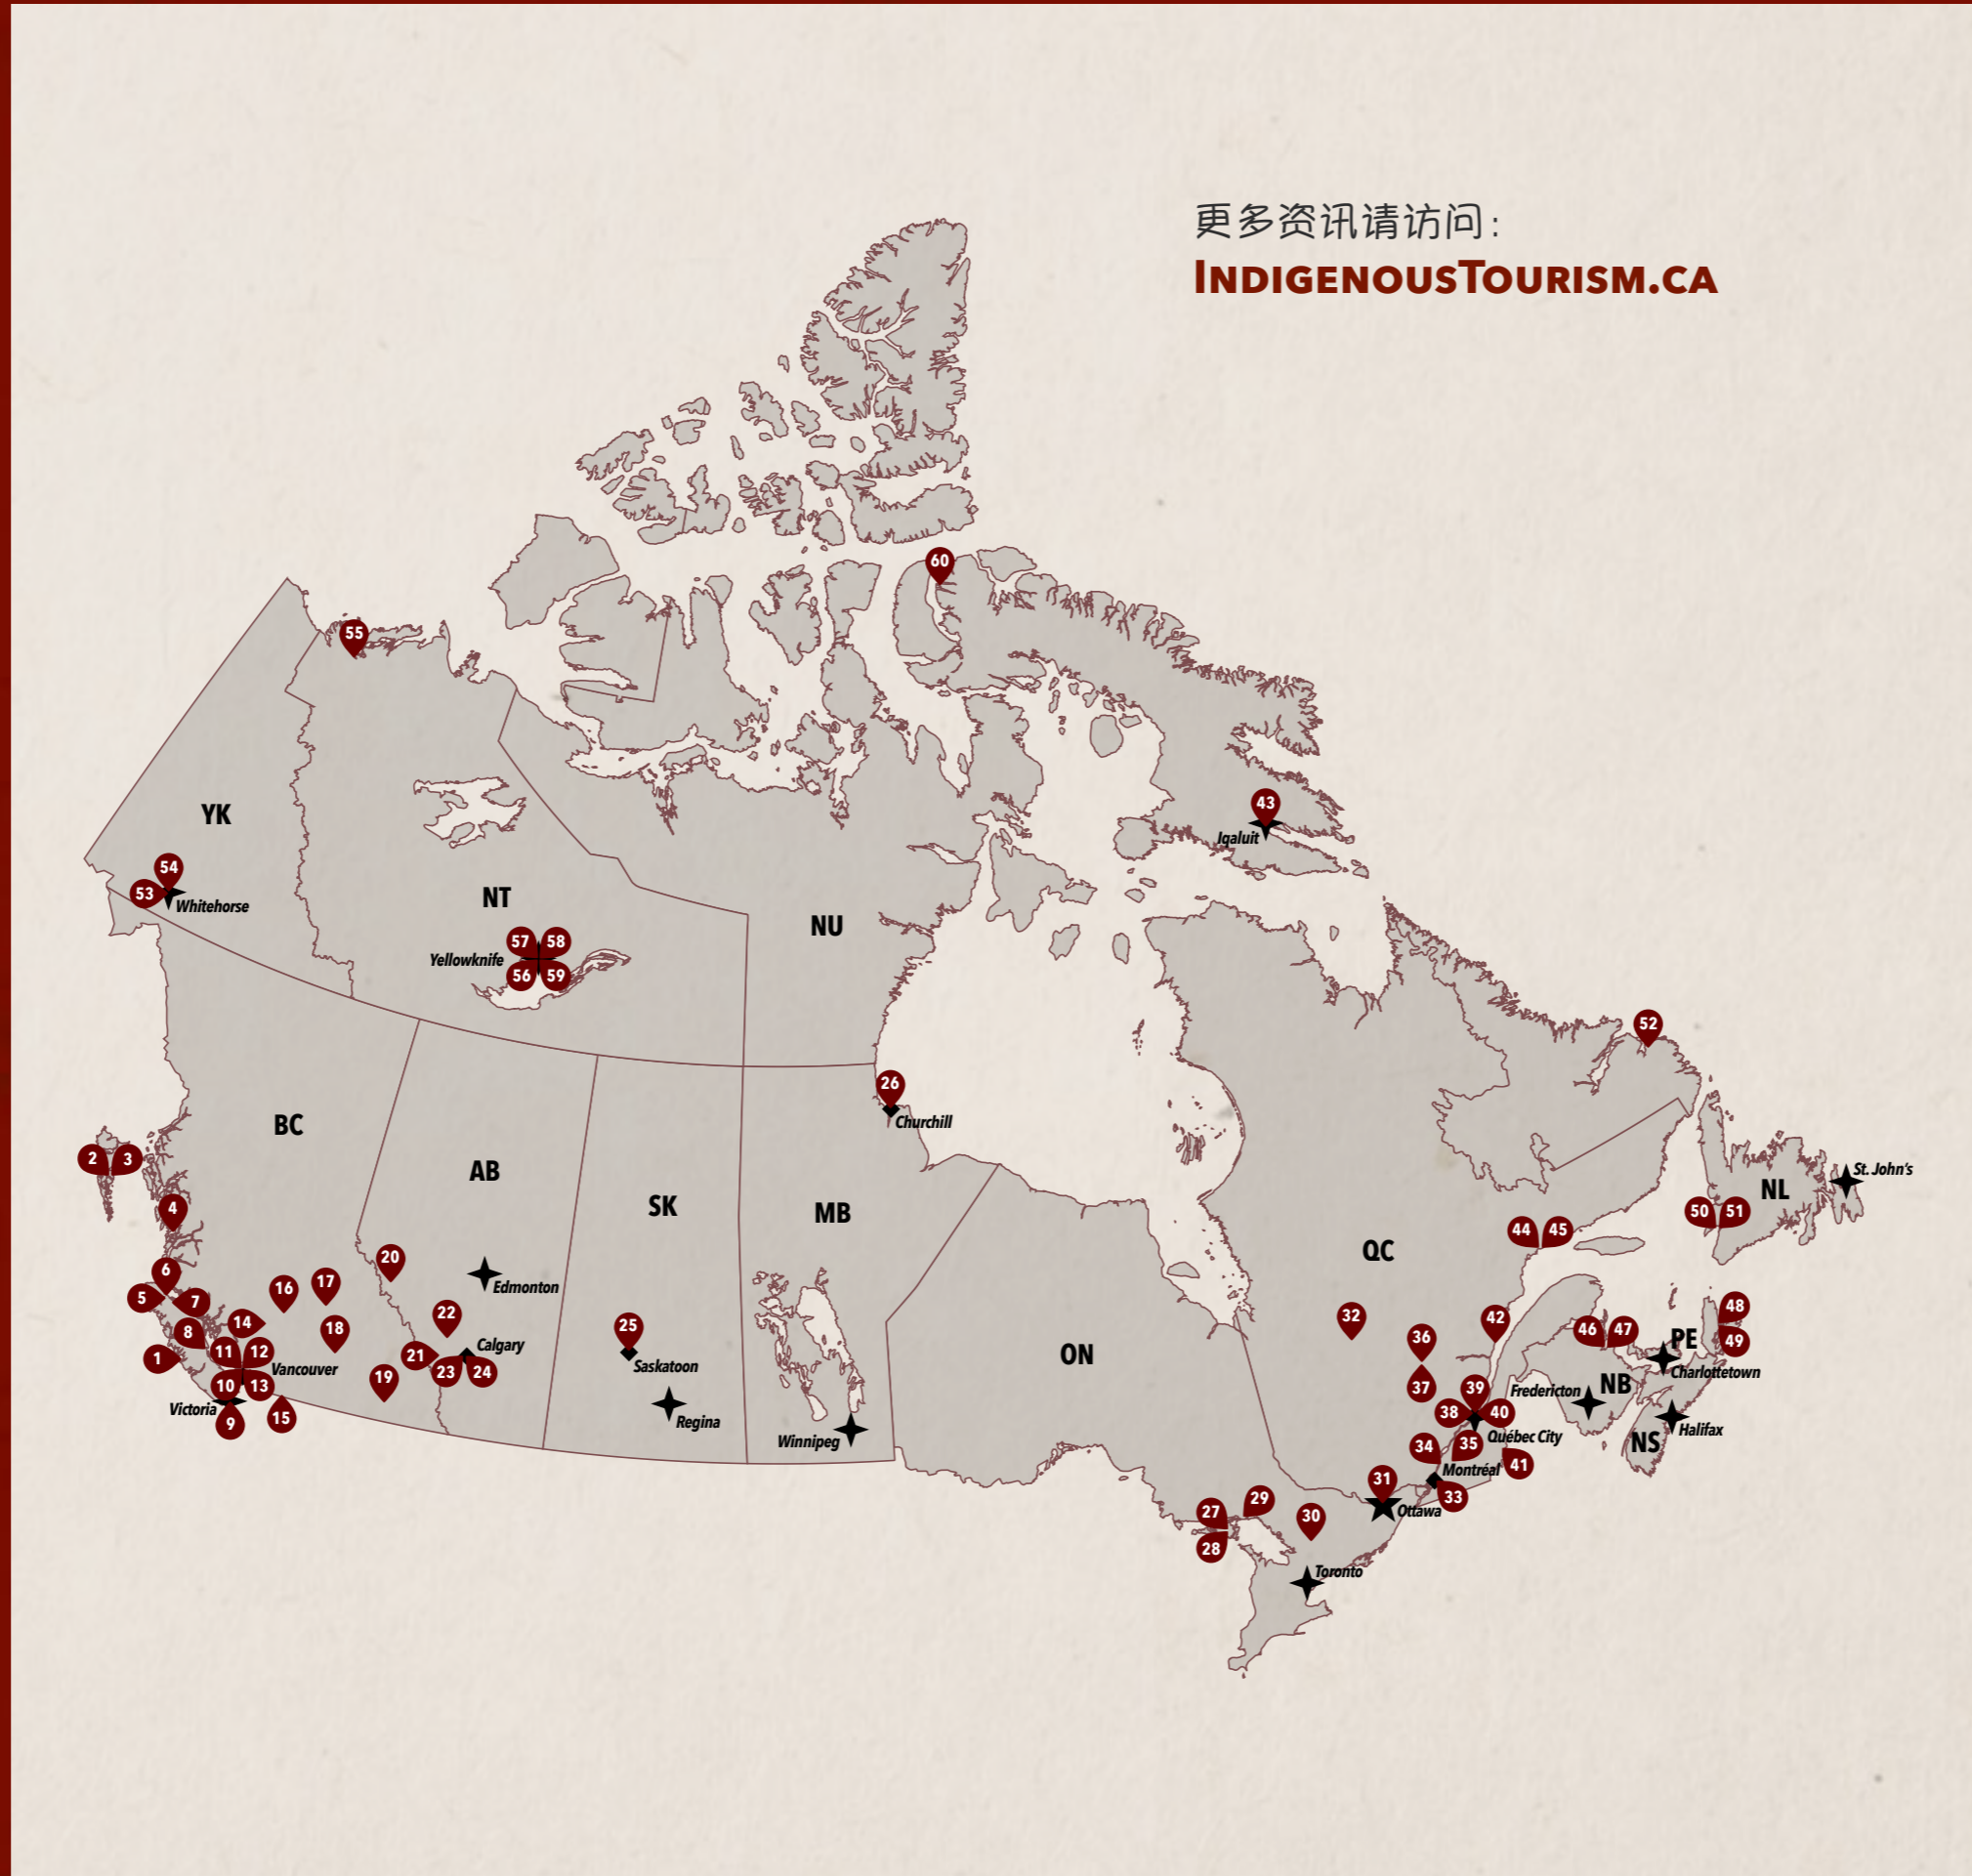 更多资讯请访问:
INDIGENOUSTOURISM.CA
60
55
43
Iqaluit
YK
54
53
Whitehorse
NT
NU
57
58
Yellowknife
56
59
52
26
Churchill
BC
2
3
AB
St. John's
NL
4
SK
MB
50
51
44
45
QC
20
6
Edmonton
5
7
16
17
48
14
22
25
32
42
46
47
PE
8
18
36
49
1
11
12
Vancouver
21
Calgary
Saskatoon
ON
Charlottetown
23
24
19
37
39
Fredericton
NB
10
13
Victoria
9
15
Regina
38
40
Halifax
Winnipeg
Québec City
NS
34
35
41
Montréal
31
33
27
29
30
Ottawa
28
Toronto